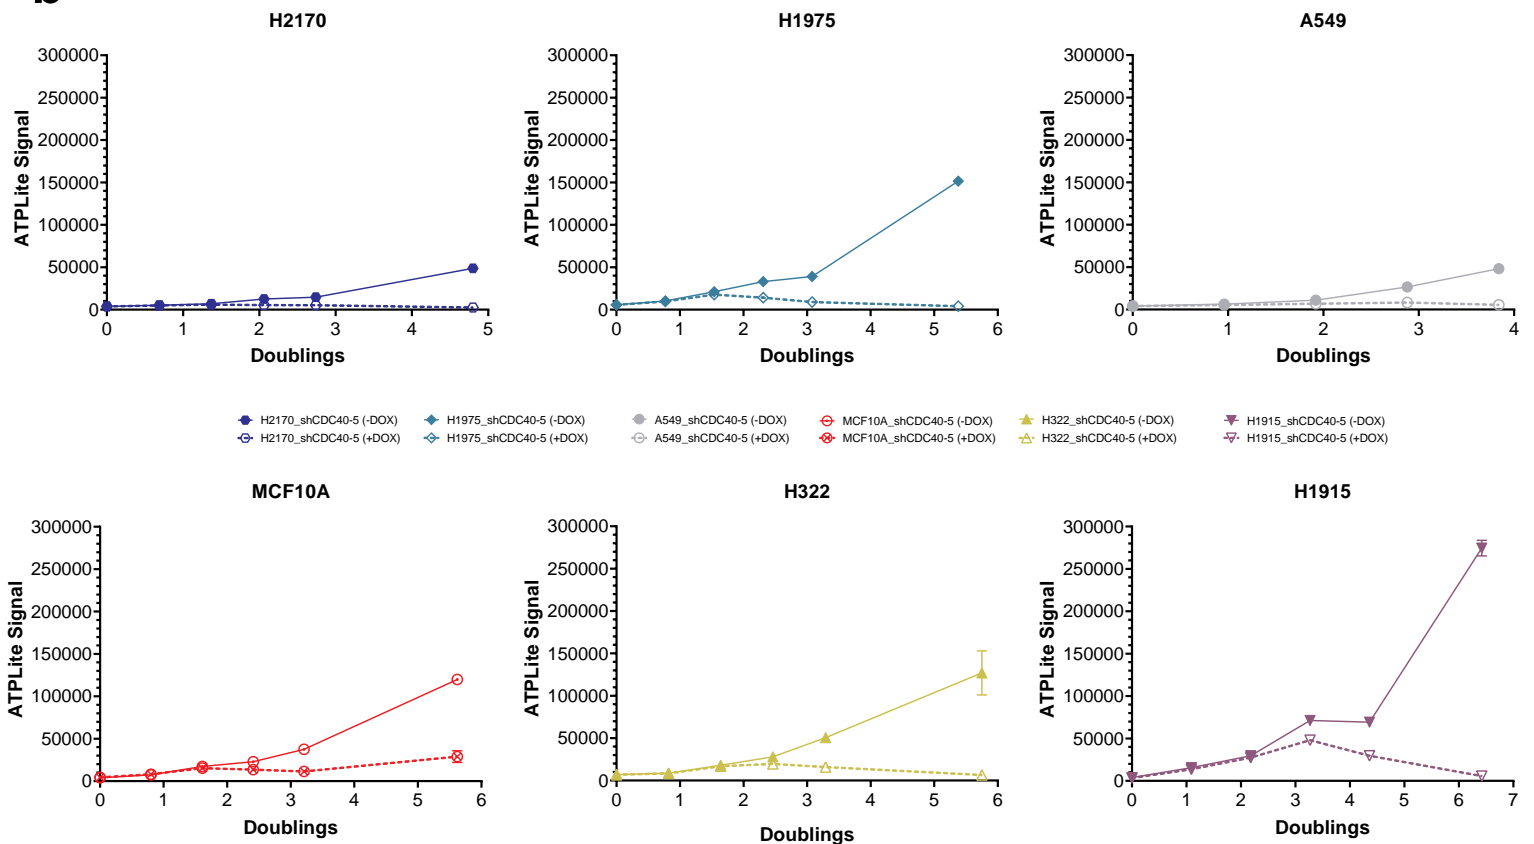 b
H2170
H1975
A549
300000
250000
200000
150000
100000
50000
0
ATPLite Signal
0 1 2 3 4 5
Doublings
300000
250000
200000
150000
100000
50000
0
ATPLite Signal
0 1 2 3 4 5 6
Doublings
300000
250000
200000
150000
100000
50000
0
ATPLite Signal
0 1 2 3 4
Doublings
H2170_shCDC40-5 (-DOX)
H2170_shCDC40-5 (+DOX)
H1975_shCDC40-5 (-DOX)
H1975_shCDC40-5 (+DOX)
A549_shCDC40-5 (-DOX)
A549_shCDC40-5 (+DOX)
MCF10A_shCDC40-5 (-DOX)
MCF10A_shCDC40-5 (+DOX)
H322_shCDC40-5 (-DOX)
H322_shCDC40-5 (+DOX)
H1915_shCDC40-5 (-DOX)
H1915_shCDC40-5 (+DOX)
MCF10A
H322
H1915
300000
250000
200000
150000
100000
50000
0
ATPLite Signal
0 1 2 3 4 5 6
Doublings
300000
250000
200000
150000
100000
50000
0
ATPLite Signal
0 1 2 3 4 5 6
Doublings
300000
250000
200000
150000
100000
50000
0
ATPLite Signal
0 1 2 3 4 5 6 7
Doublings